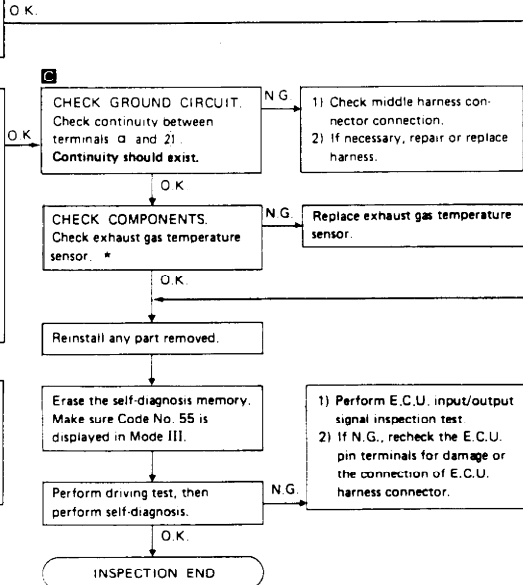 O.K.
C
CHECK GROUND CIRCUIT.
Check continuity between
terminals a and 21.
Continuity should exist.
N.G.
1) Check middle harness con-
nector connection.
2) If necessary, repair or replace
harness.
O.K
O.K
CHECK COMPONENTS.
Check exhaust gas temperature
sensor. *
N.G.
Replace exhaust gas temperature
sensor.
O.K.
Reinstall any part removed.
Erase the self-diagnosis memory.
Make sure Code No. 55 is
displayed in Mode III.
1) Perform E.C.U. input/output
signal inspection test.
2) If N.G., recheck the E.C.U.
pin terminals for damage or
the connection of E.C.U.
harness connector.
Perform driving test, then
perform self-diagnosis.
N.G.
O.K.
INSPECTION END